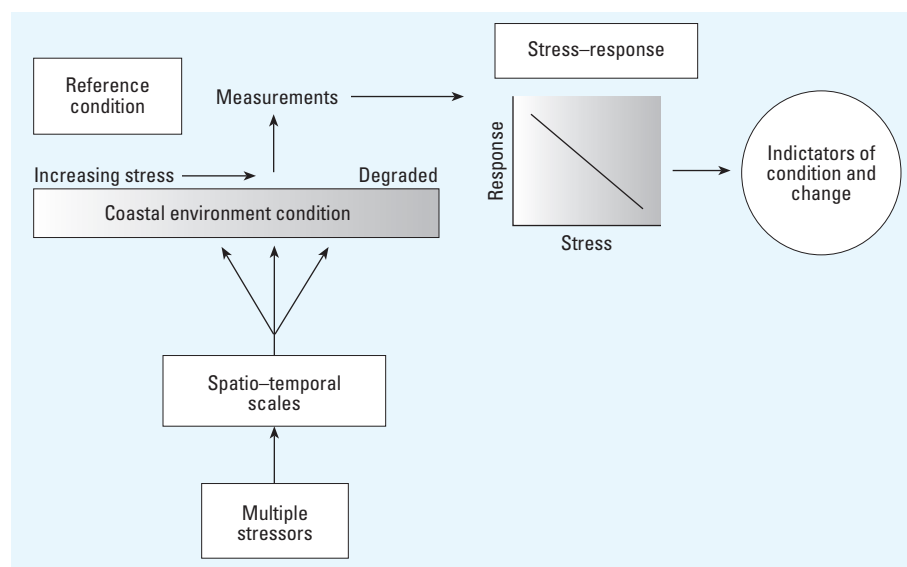 Stress–response
Reference
condition
Measurements
Response
Stress
Indictators of
condition and
change
Increasing stress
Degraded
Coastal environment condition
Spatio–temporal
scales
Multiple
stressors